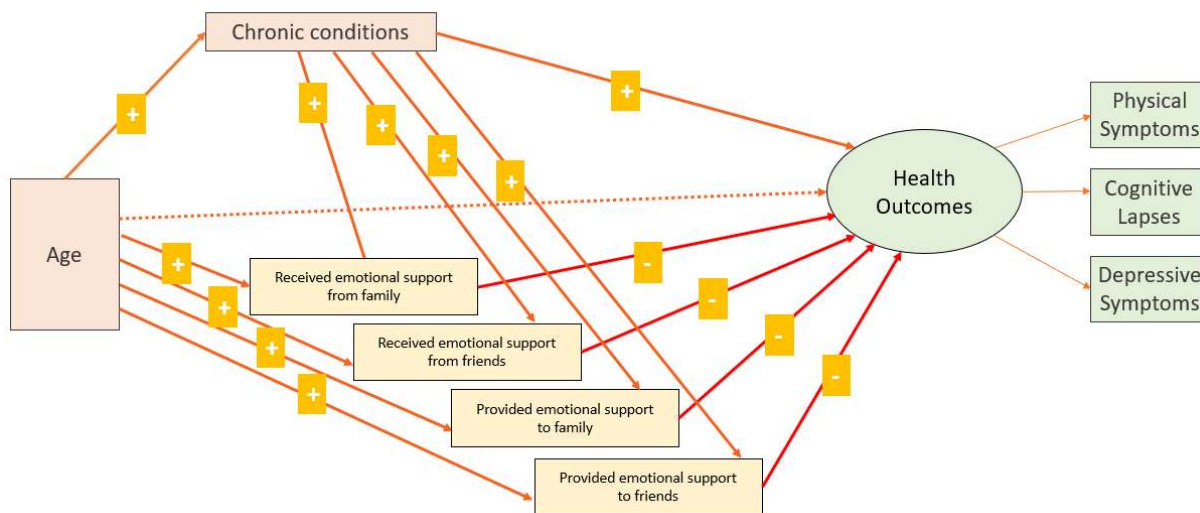 Chronic conditions
+
+
+
+
+
+
Physical
Symptoms
Health
Outcomes
Cognitive
Lapses
Age
+
Received emotional support
from family
-
Depressive
Symptoms
+
Received emotional support
from friends
-
+
Provided emotional support
to family
-
+
Provided emotional support
to friends
-